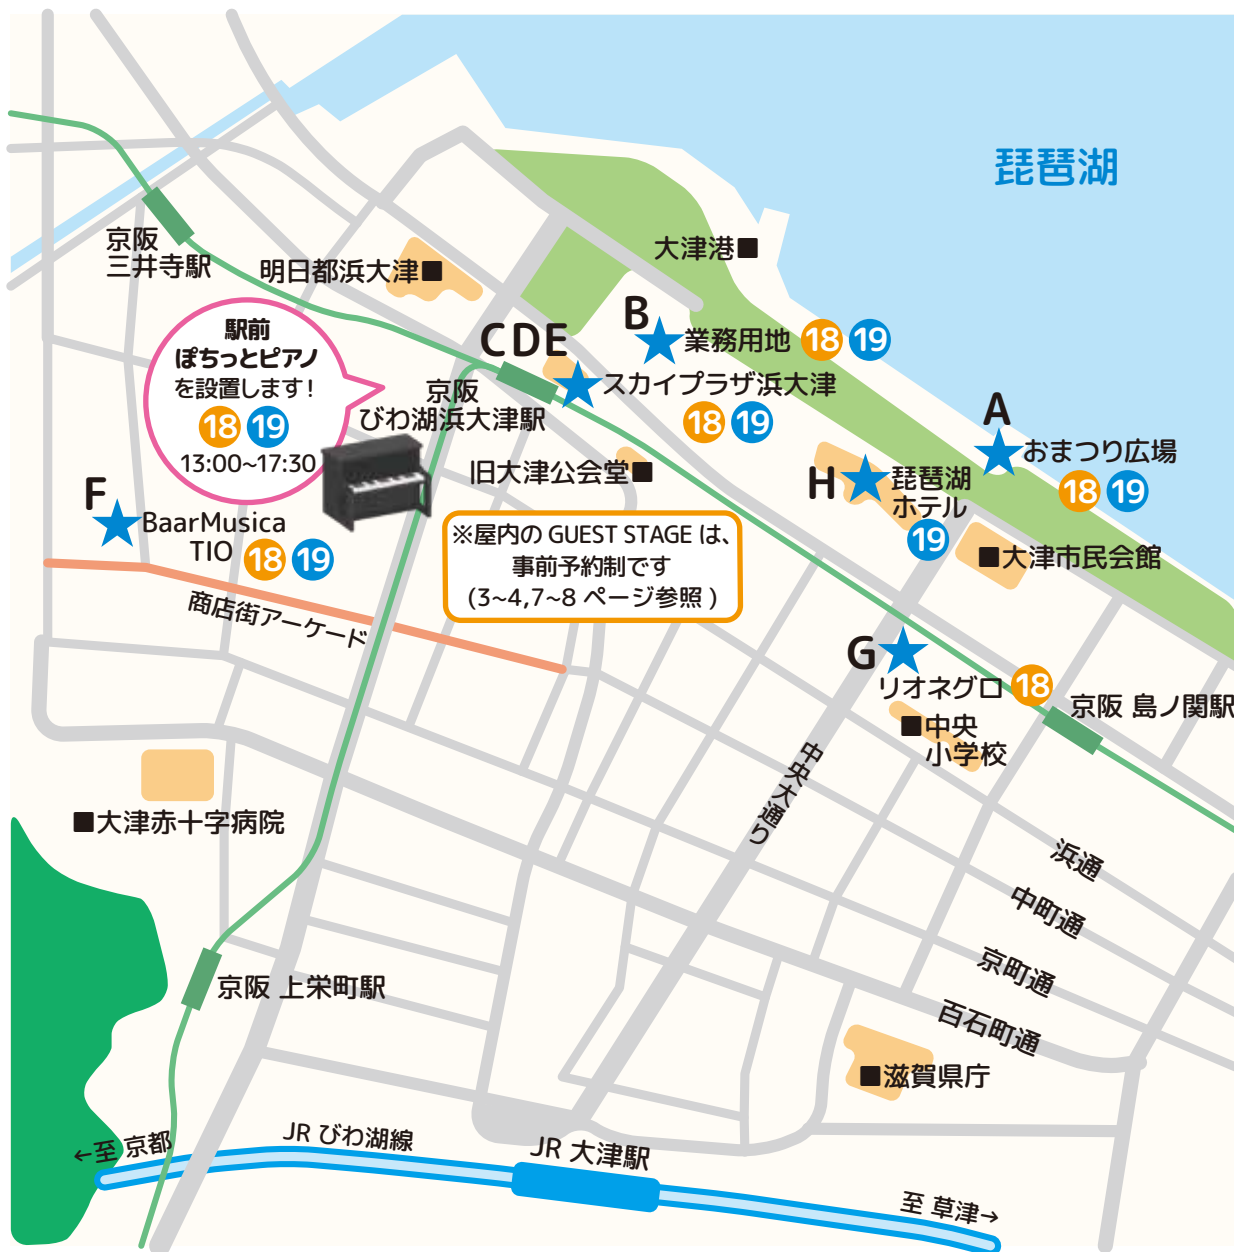 琵琶湖
大津港■
京阪
三井寺駅
明日都浜大津■
駅前
ぽちっとピアノ
を設置します!
18 19
13:00~17:30
CDE
B
業務用地 18 19
スカイプラザ浜大津
18 19
京阪
びわ湖浜大津駅
旧大津公会堂■
A
おまつり広場
18 19
H
琵琶湖
ホテル
19
■大津市民会館
F
BaarMusica
TIO 18 19
商店街アーケード
※屋内の GUEST STAGE は、
事前予約制です
(3~4,7~8 ページ参照 )
G
リオネグロ 18
京阪 島ノ関駅
■中央
小学校
中央大通り
■大津赤十字病院
浜通
中町通
京町通
百石町通
京阪 上栄町駅
■滋賀県庁
←至 京都
JR びわ湖線
JR 大津駅
至 草津→